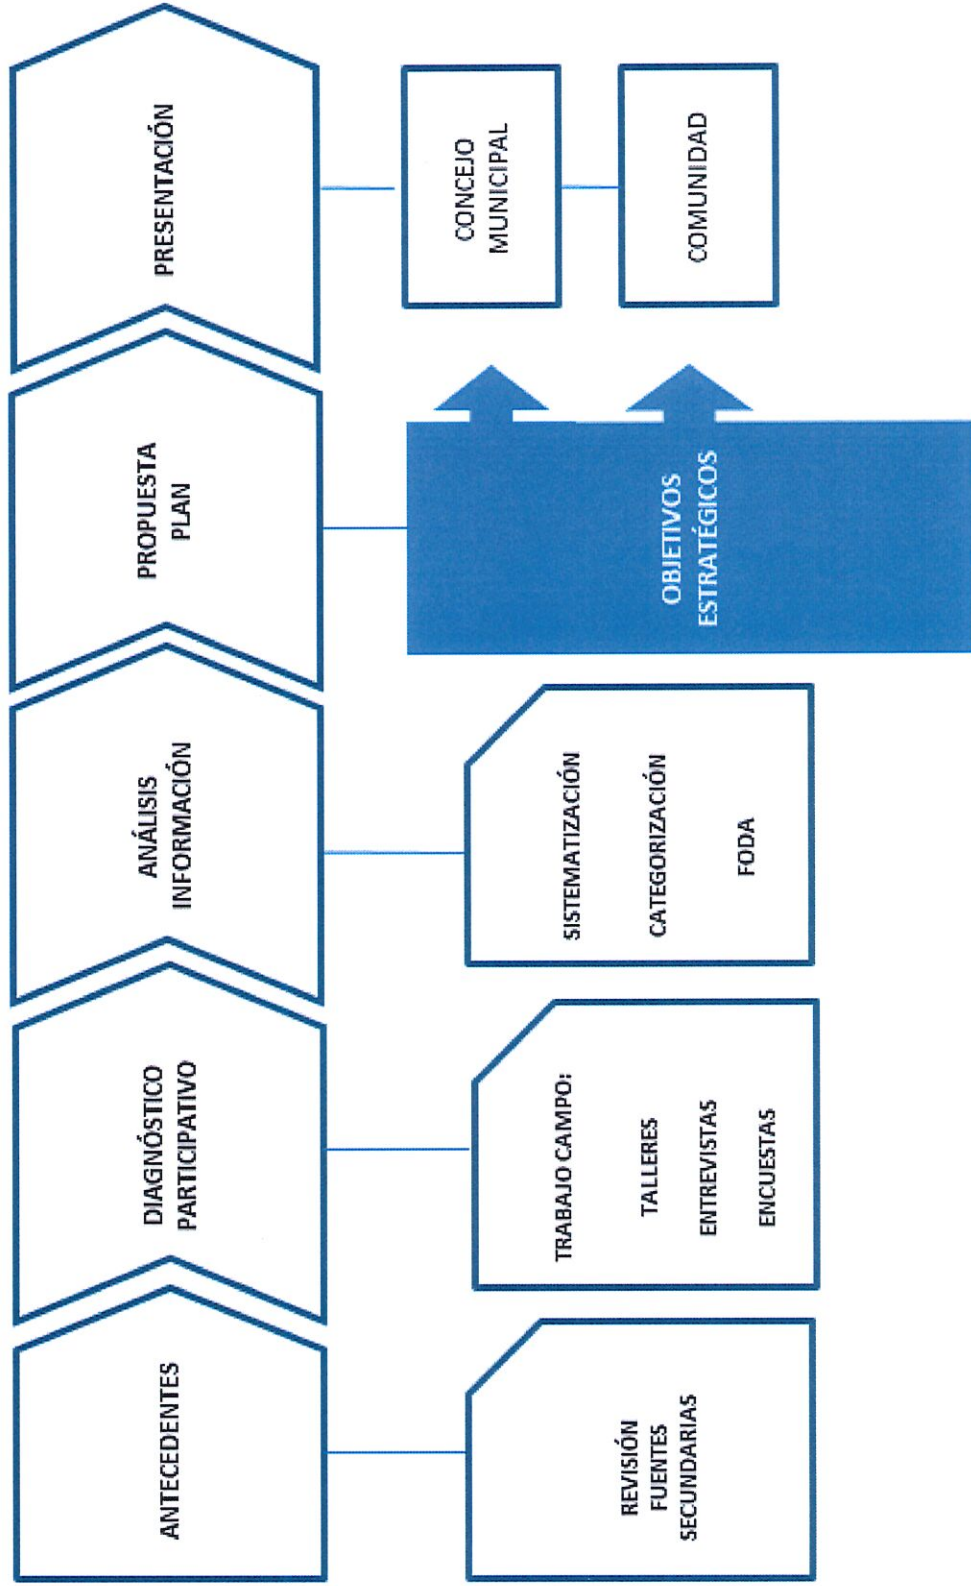 ANTECEDENTES
DIAGNÓSTICO
PARTICIPATIVO
ANÁLISIS
INFORMACIÓN
PROPUESTA
PLAN
PRESENTACIÓN
REVISIÓN
FUENTES
SECUNDARIAS
TRABAJO CAMPO:
TALLERES
ENTREVISTAS
ENCUESTAS
SISTEMATIZACIÓN
CATEGORIZACIÓN
FODA
OBJETIVOS
ESTRATÉGICOS
CONCEJO
MUNICIPAL
COMUNIDAD